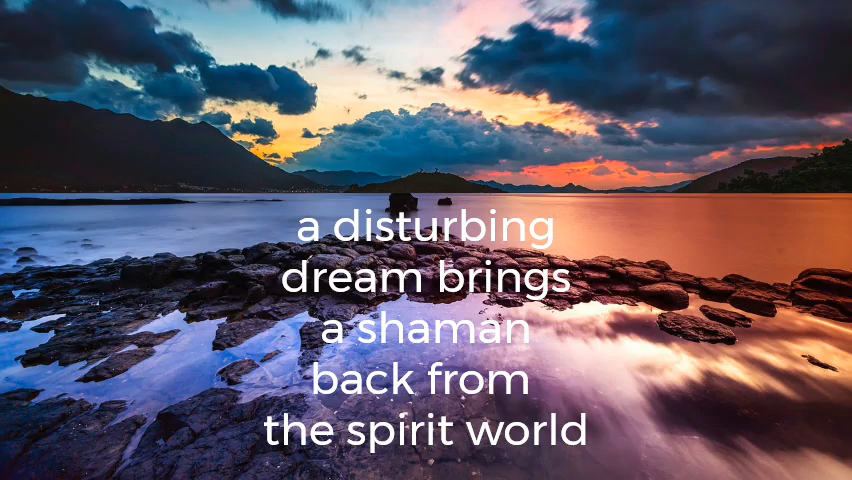 a disturbing
dream brings
a shaman
back from
the spirit world